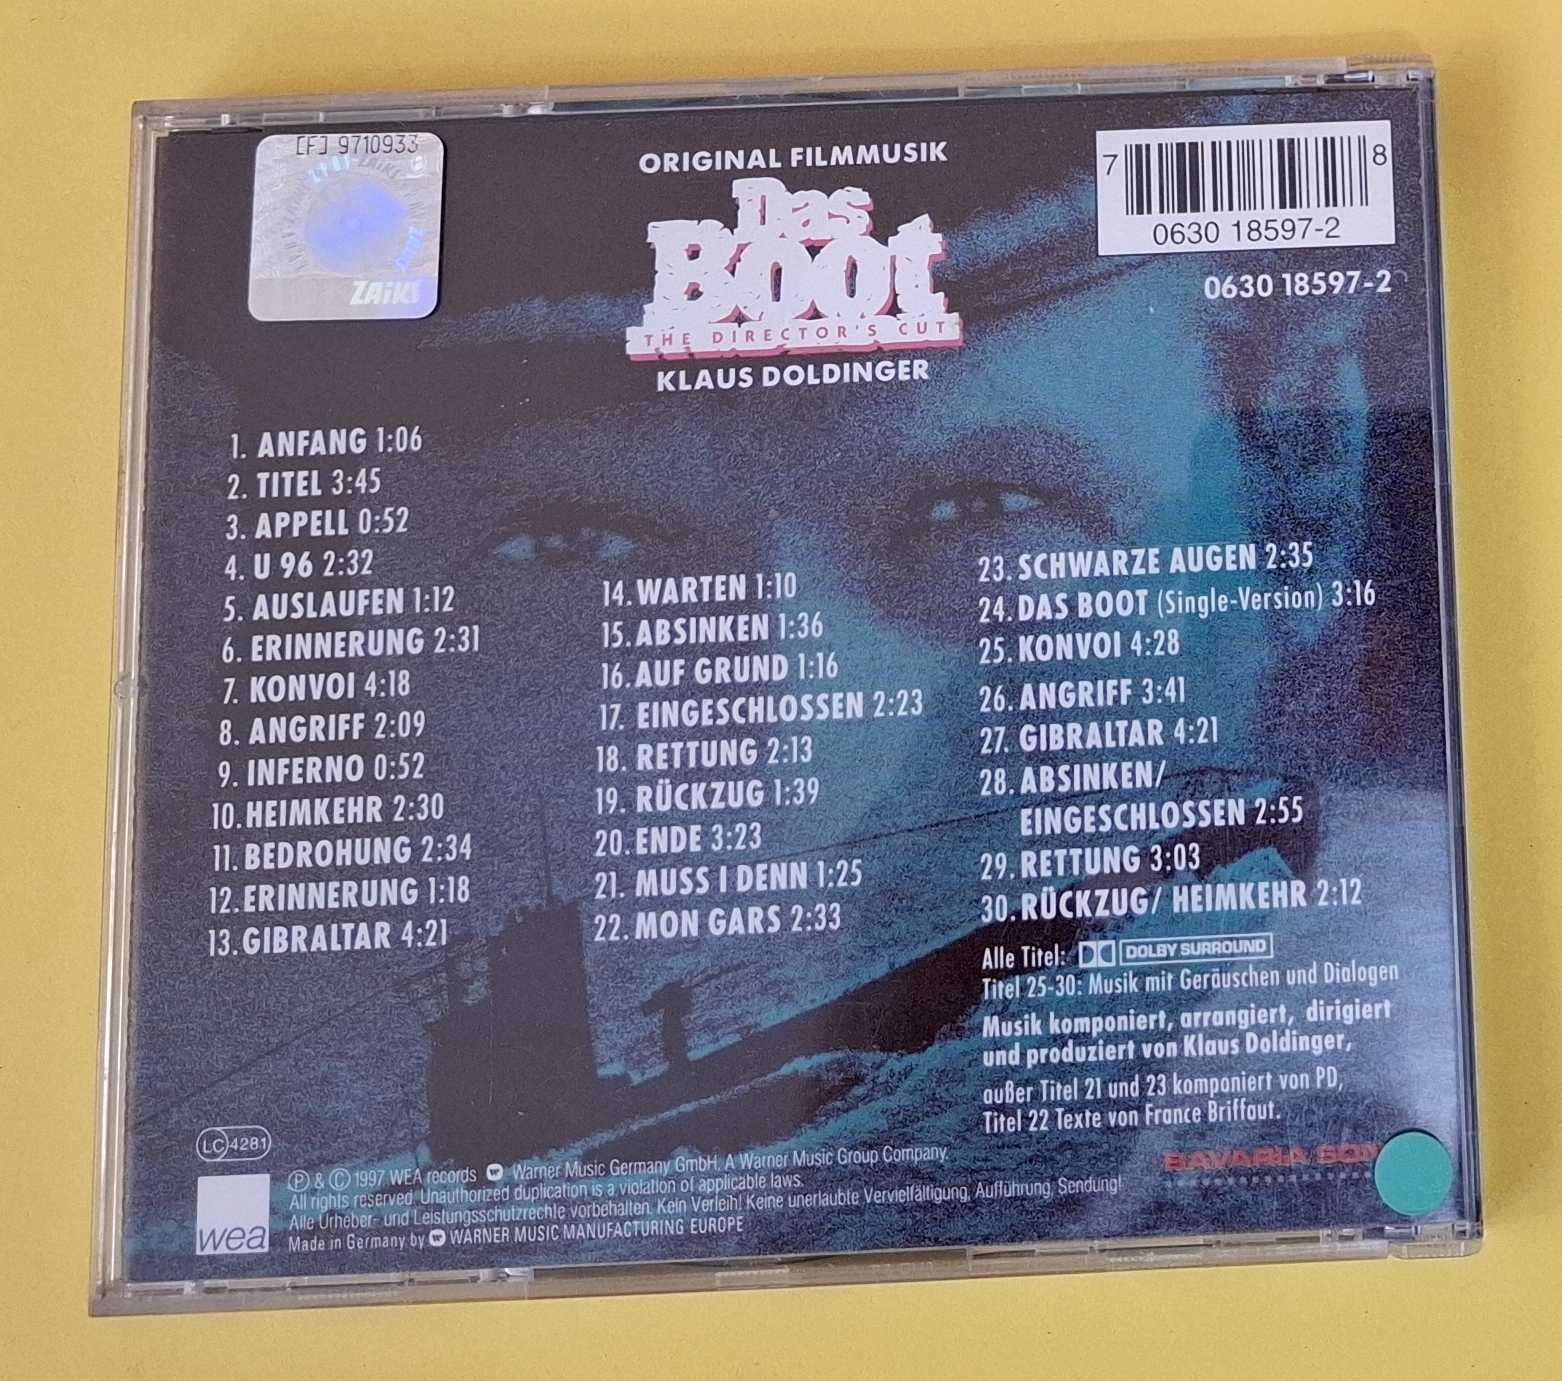 [F] 9710933
ZAiKS
ORIGINAL FILMMUSIK
Das
Boot
THE DIRECTOR'S CUT
KLAUS DOLDINGER
7 8
0630 18597-2
0630 18597-2
1. ANFANG 1:06
2. TITEL 3:45
3. APPELL 0:52
4. U 96 2:32
5. AUSLAUFEN 1:12
6. ERINNERUNG 2:31
7. KONVOI 4:18
8. ANGRIFF 2:09
9. INFERNO 0:52
10. HEIMKEHR 2:30
11. BEDROHUNG 2:34
12. ERINNERUNG 1:18
13. GIBRALTAR 4:21
14. WARTEN 1:10
15. ABSINKEN 1:36
16. AUF GRUND 1:16
17. EINGESCHLOSSEN 2:23
18. RETTUNG 2:13
19. RÜCKZUG 1:39
20. ENDE 3:23
21. MUSS I DENN 1:25
22. MON GARS 2:33
23. SCHWARZE AUGEN 2:35
24. DAS BOOT (Single-Version) 3:16
25. KONVOI 4:28
26. ANGRIFF 3:41
27. GIBRALTAR 4:21
28. ABSINKEN/
EINGESCHLOSSEN 2:55
29. RETTUNG 3:03
30. RÜCKZUG/ HEIMKEHR 2:12
Alle Titel: DOLBY SURROUND
Titel 25-30: Musik mit Geräuschen und Dialogen
Musik komponiert, arrangiert, dirigiert
und produziert von Klaus Doldinger,
außer Titel 21 und 23 komponiert von PD,
Titel 22 Texte von France Briffaut.
BAVARIA
LC 4281
wea
℗ & © 1997 WEA records Warner Music Germany GmbH. A Warner Music Group Company.
All rights reserved. Unauthorized duplication is a violation of applicable laws.
Alle Urheber- und Leistungsschutzrechte vorbehalten. Kein Verleih! Keine unerlaubte Vervielfältigung, Aufführung, Sendung!
Made in Germany by WARNER MUSIC MANUFACTURING EUROPE